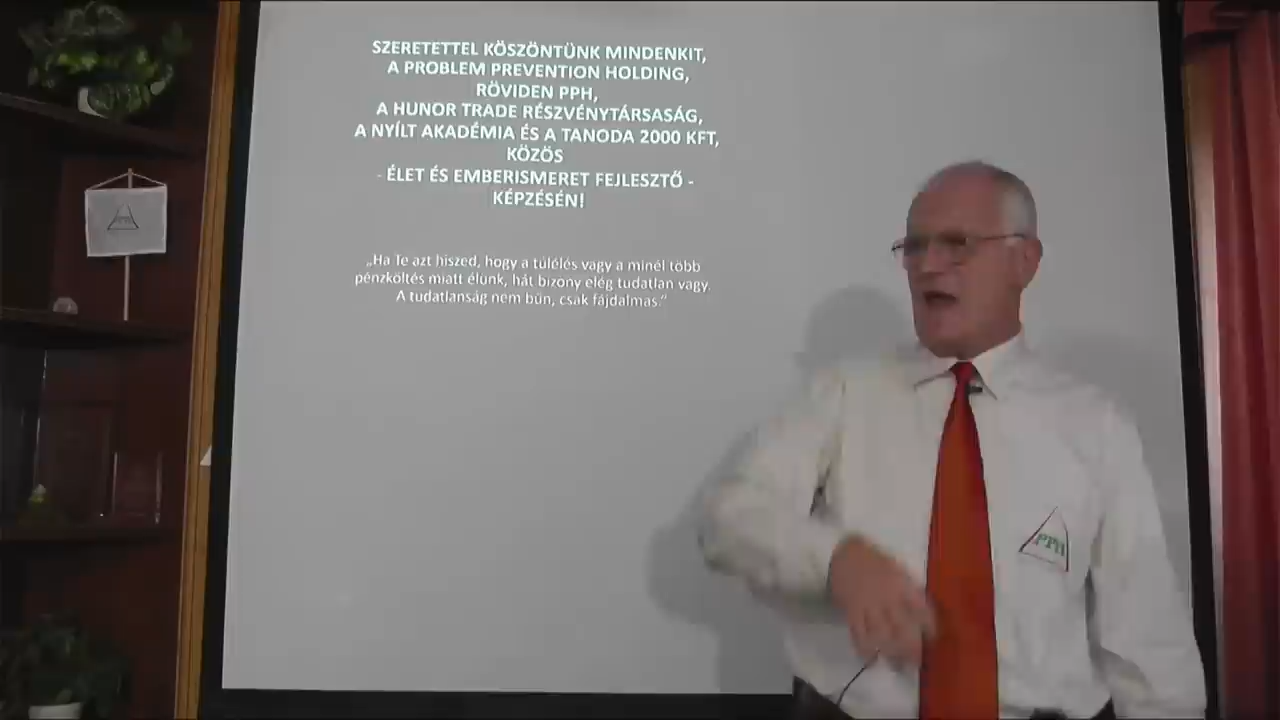 SZERETETTEL KÖSZÖNTÜNK MINDENKIT,
A PROBLEM PREVENTION HOLDING,
RÖVIDEN PPH,
A HUNOR TRADE RÉSZVÉNYTÁRSASÁG,
A NYÍLT AKADÉMIA ÉS A TANODA 2000 KFT,
KÖZÖS
- ÉLET ÉS EMBERISMERET FEJLESZTŐ -
KÉPZÉSÉN!
„Ha Te azt hiszed, hogy a túlélés vagy a minél több
pénzköltés miatt élünk, hát bizony elég tudatlan vagy.
A tudatlanság nem bűn, csak fájdalmas.”
PPH
PPH